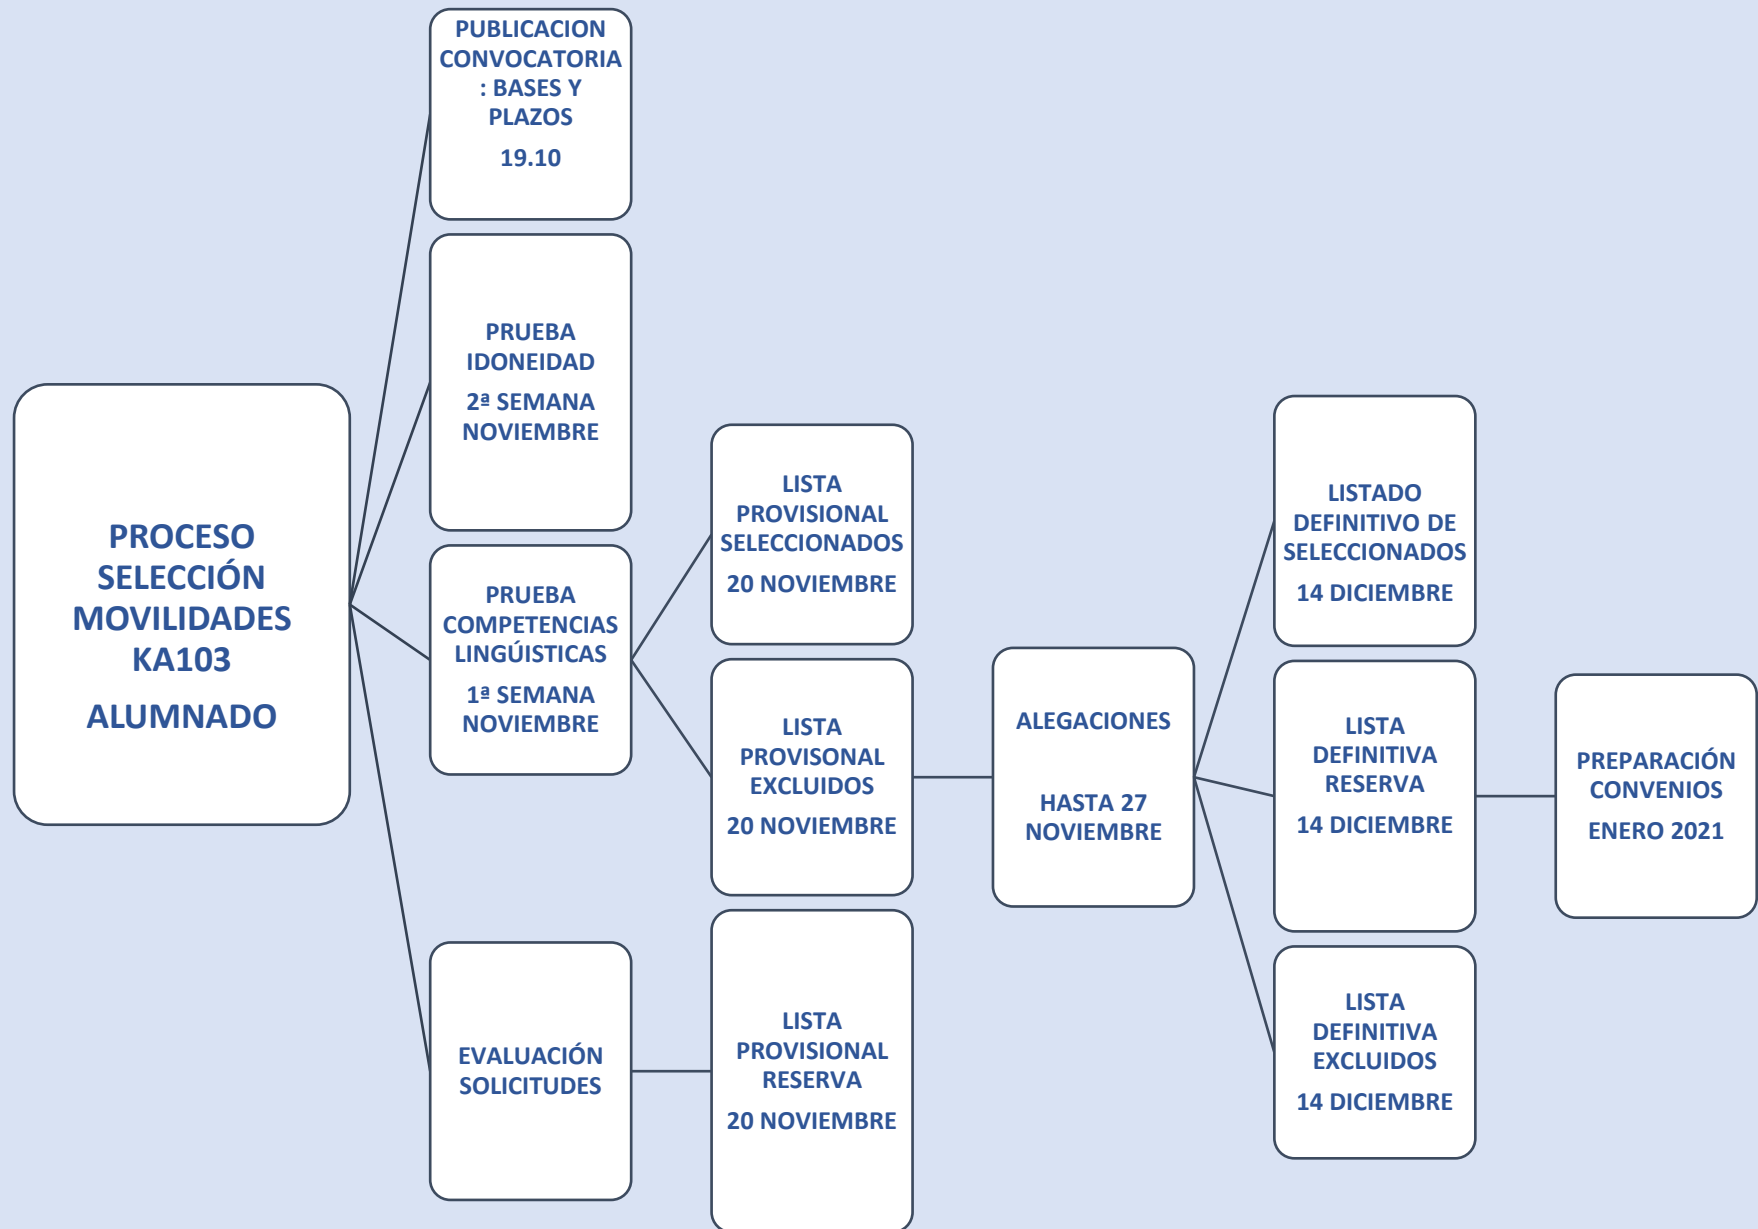 PROCESO
SELECCIÓN
MOVILIDADES
KA103
ALUMNADO
PUBLICACION
CONVOCATORIA
: BASES Y
PLAZOS
19.10
PRUEBA
IDONEIDAD
2ª SEMANA
NOVIEMBRE
PRUEBA
COMPETENCIAS
LINGÚISTICAS
1ª SEMANA
NOVIEMBRE
EVALUACIÓN
SOLICITUDES
LISTA
PROVISIONAL
SELECCIONADOS
20 NOVIEMBRE
LISTA
PROVISONAL
EXCLUIDOS
20 NOVIEMBRE
LISTA
PROVISIONAL
RESERVA
20 NOVIEMBRE
ALEGACIONES
HASTA 27
NOVIEMBRE
LISTADO
DEFINITIVO DE
SELECCIONADOS
14 DICIEMBRE
LISTA
DEFINITIVA
RESERVA
14 DICIEMBRE
LISTA
DEFINITIVA
EXCLUIDOS
14 DICIEMBRE
PREPARACIÓN
CONVENIOS
ENERO 2021